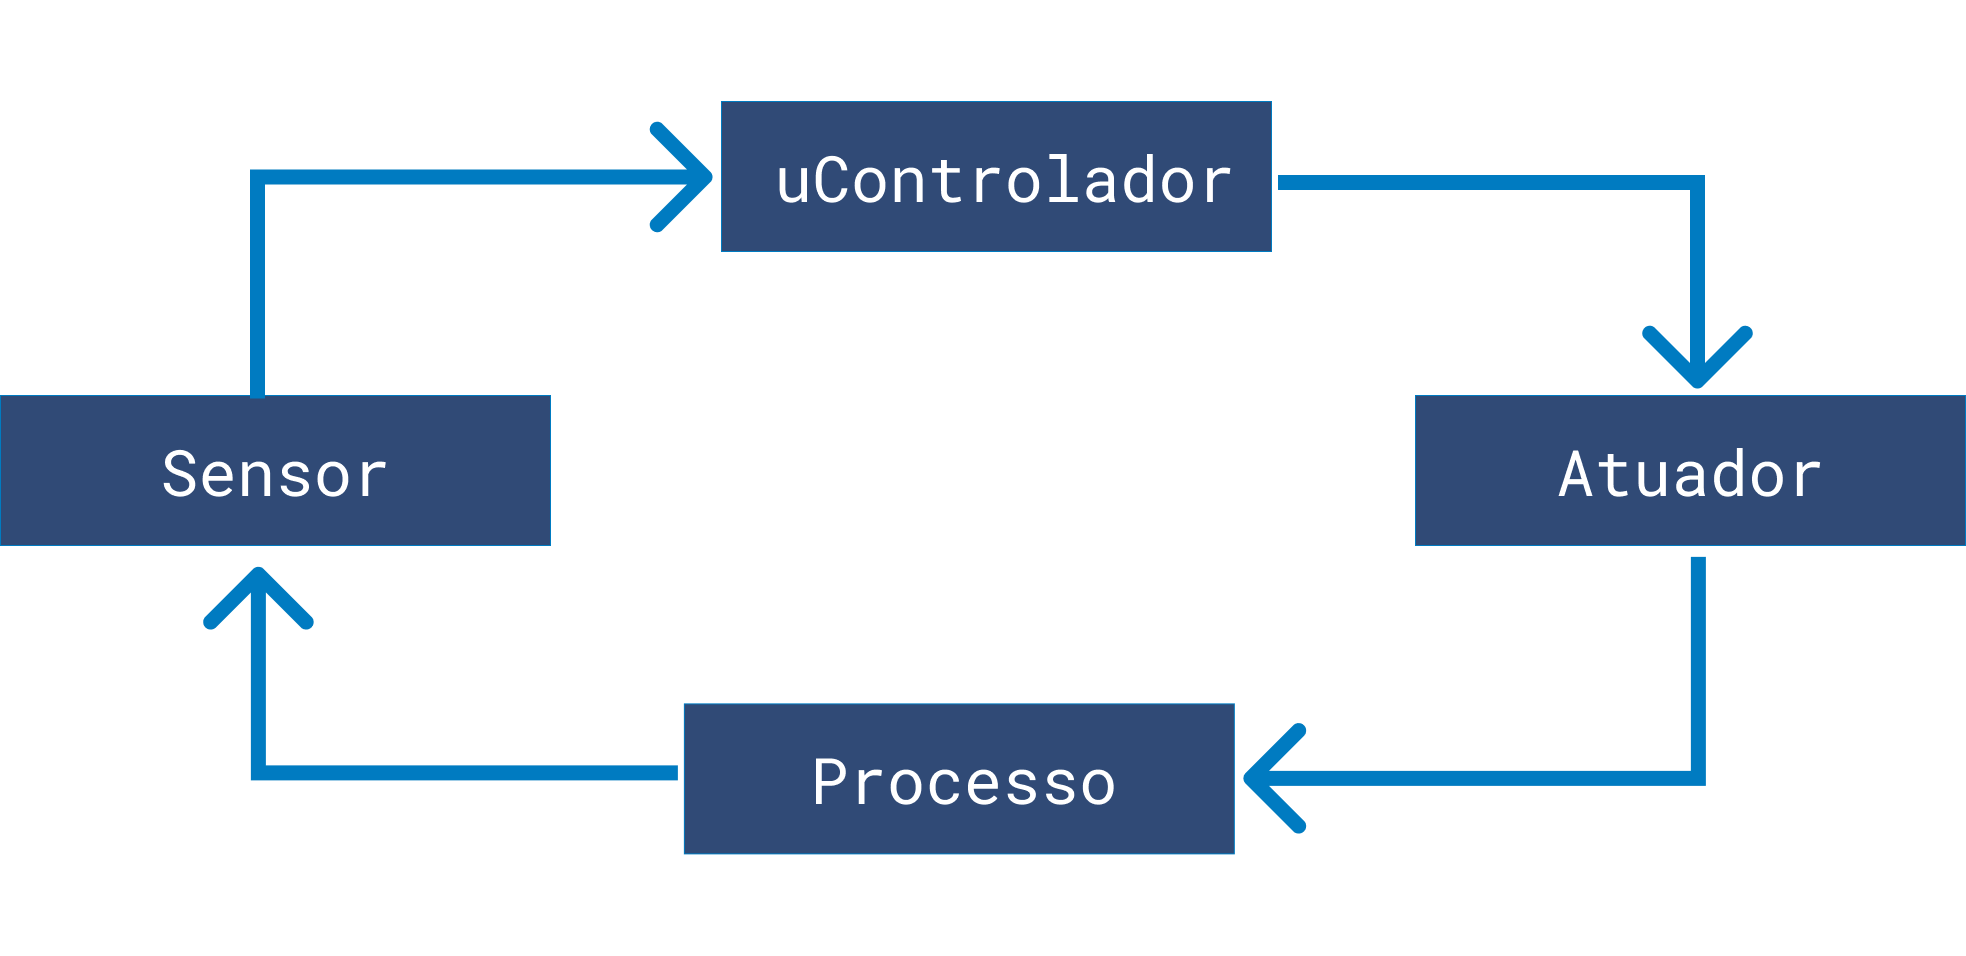 uControlador
Sensor
Atuador
Processo